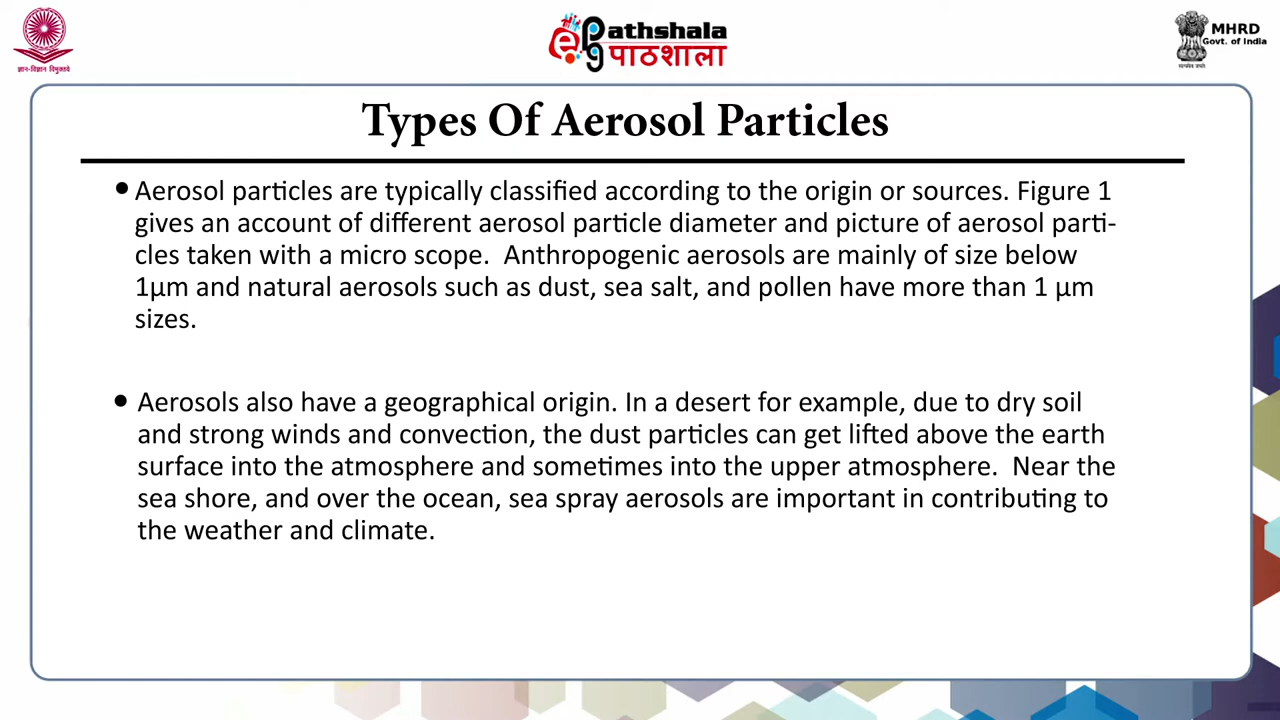 ज्ञान-विज्ञान विमुक्तये
ePG Pathshala
पाठशाला
MHRD
Govt. of India
सत्यमेव जयते
Types Of Aerosol Particles
• Aerosol particles are typically classified according to the origin or sources. Figure 1
gives an account of different aerosol particle diameter and picture of aerosol parti-
cles taken with a micro scope.  Anthropogenic aerosols are mainly of size below
1µm and natural aerosols such as dust, sea salt, and pollen have more than 1 µm
sizes.
• Aerosols also have a geographical origin. In a desert for example, due to dry soil
and strong winds and convection, the dust particles can get lifted above the earth
surface into the atmosphere and sometimes into the upper atmosphere.  Near the
sea shore, and over the ocean, sea spray aerosols are important in contributing to
the weather and climate.